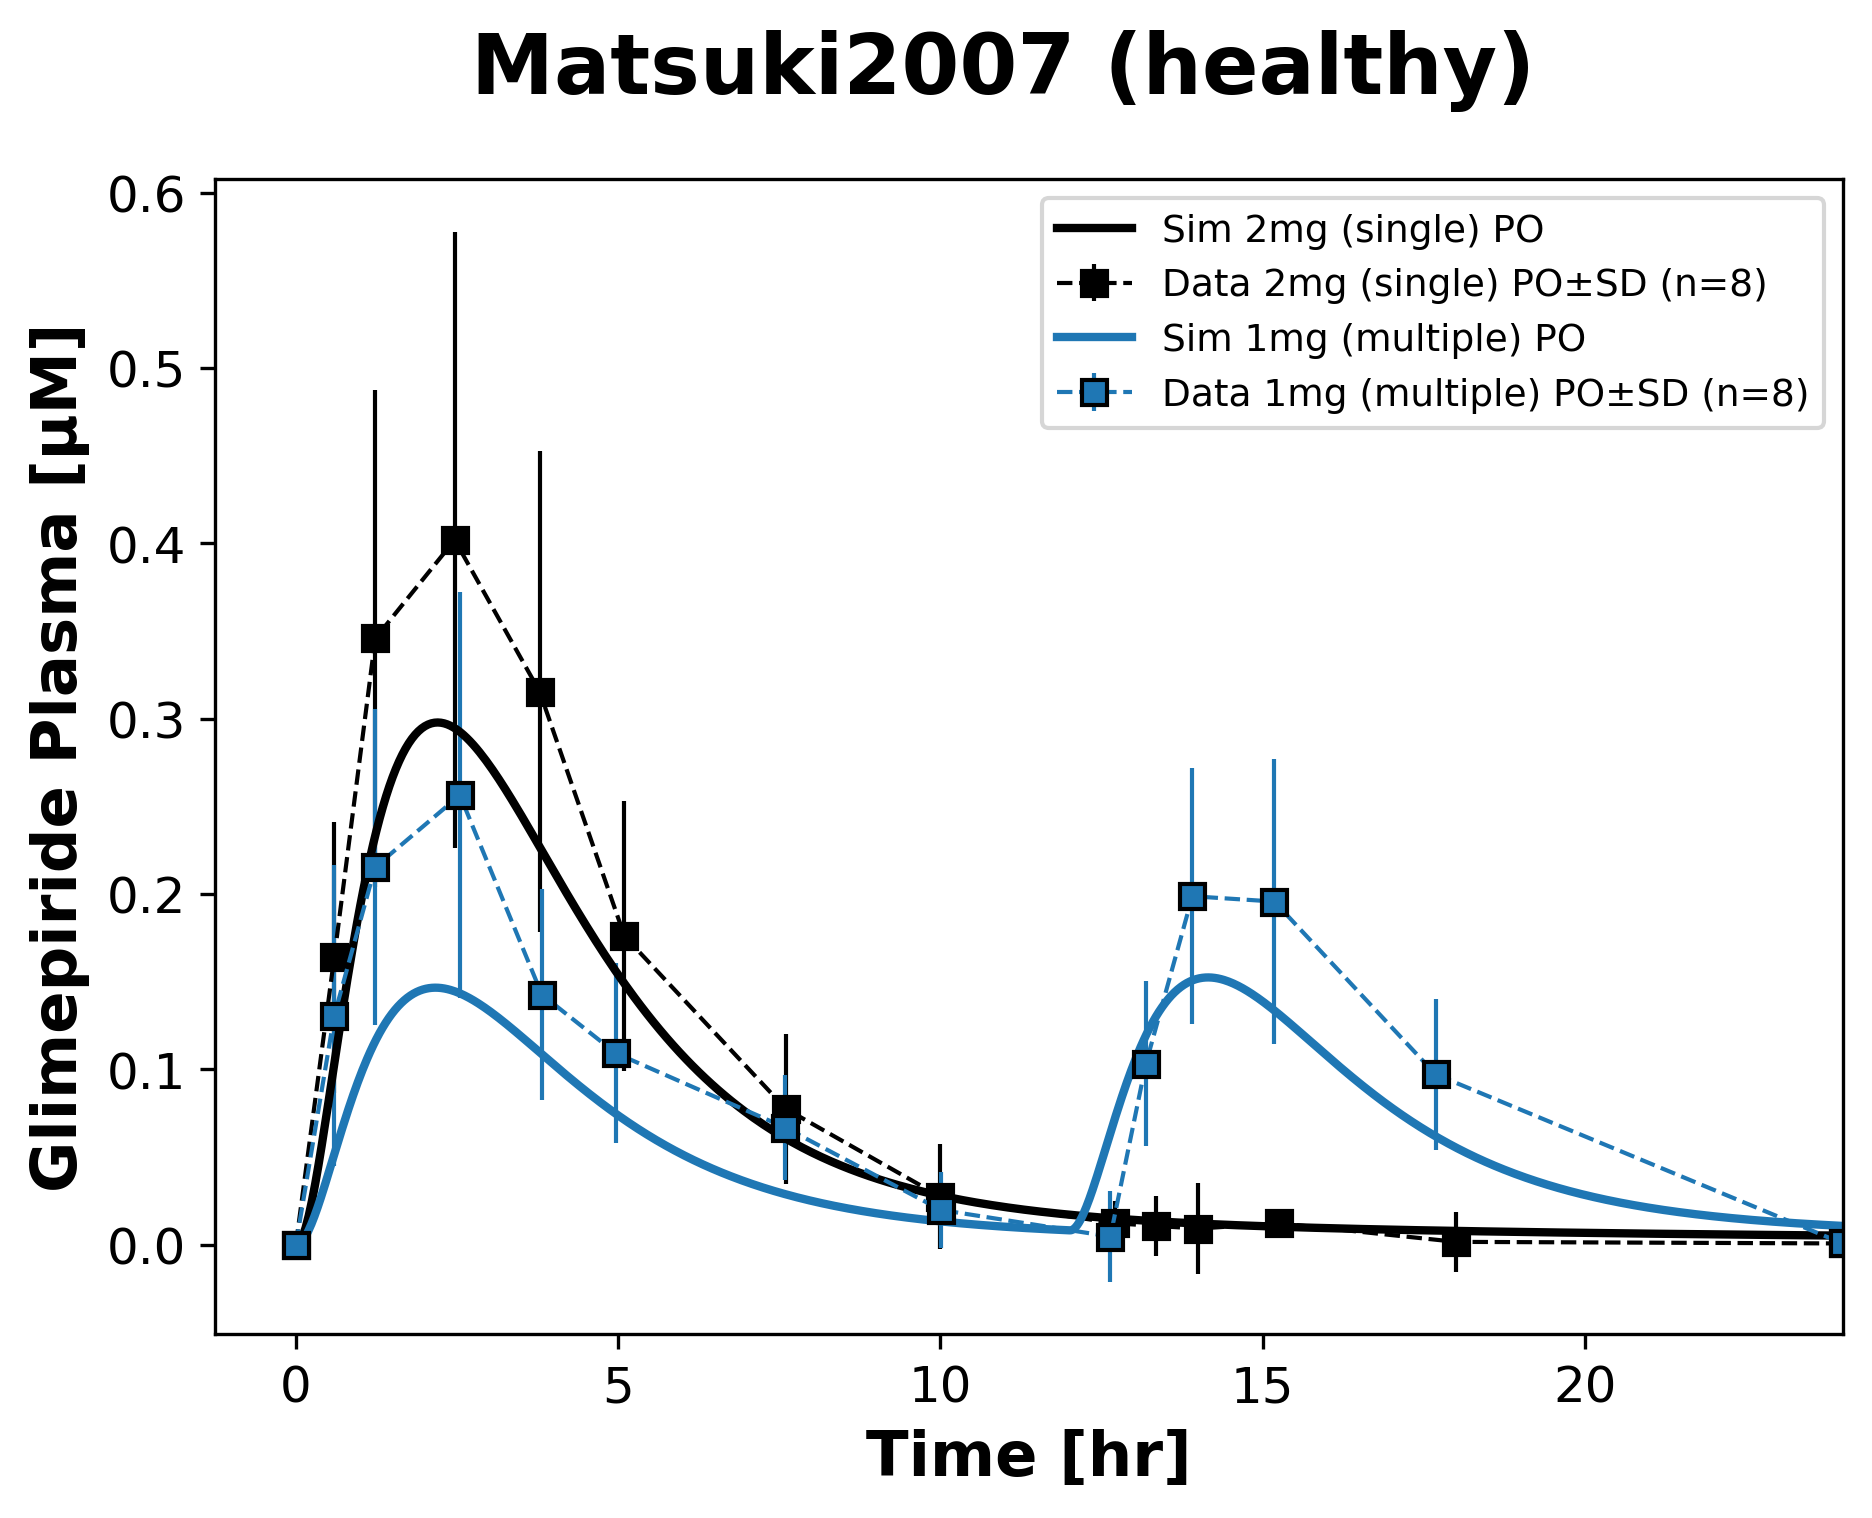 Matsuki2007 (healthy)
Glimepiride Plasma [µM]
0.6
0.5
0.4
0.3
0.2
0.1
0.0
Sim 2mg (single) PO
Data 2mg (single) PO±SD (n=8)
Sim 1mg (multiple) PO
Data 1mg (multiple) PO±SD (n=8)
0 5 10 15 20
Time [hr]